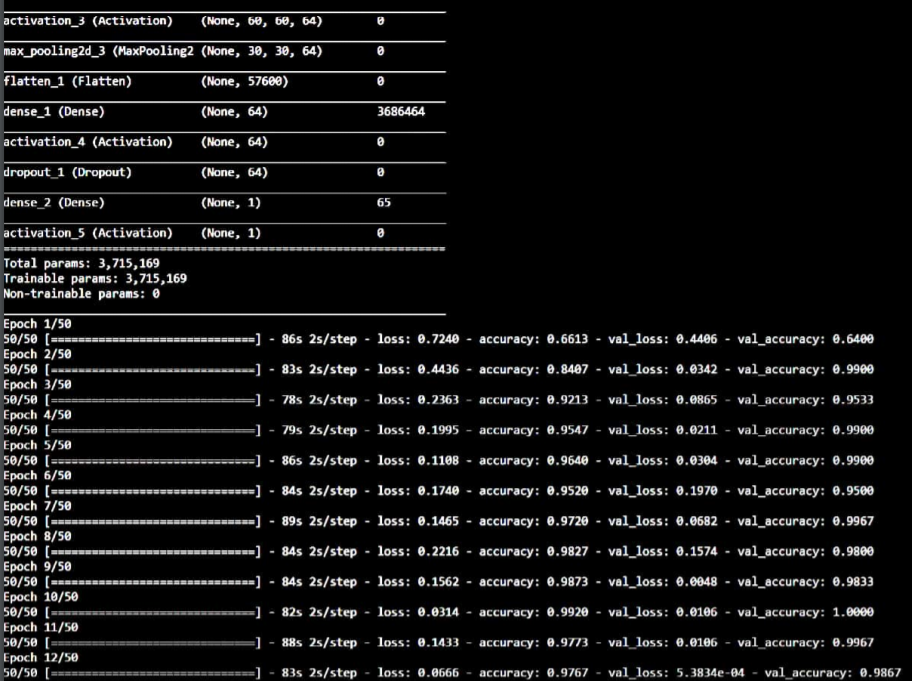 activation_3 (Activation) (None, 60, 60, 64) 0
max_pooling2d_3 (MaxPooling2 (None, 30, 30, 64) 0
flatten_1 (Flatten) (None, 57600) 0
dense_1 (Dense) (None, 64) 3686464
activation_4 (Activation) (None, 64) 0
dropout_1 (Dropout) (None, 64) 0
dense_2 (Dense) (None, 1) 65
activation_5 (Activation) (None, 1) 0
=================================================================
Total params: 3,715,169
Trainable params: 3,715,169
Non-trainable params: 0
Epoch 1/50
50/50 [==============================] - 86s 2s/step - loss: 0.7240 - accuracy: 0.6613 - val_loss: 0.4406 - val_accuracy: 0.6400
Epoch 2/50
50/50 [==============================] - 83s 2s/step - loss: 0.4436 - accuracy: 0.8407 - val_loss: 0.0342 - val_accuracy: 0.9900
Epoch 3/50
50/50 [==============================] - 78s 2s/step - loss: 0.2363 - accuracy: 0.9213 - val_loss: 0.0865 - val_accuracy: 0.9533
Epoch 4/50
50/50 [==============================] - 79s 2s/step - loss: 0.1995 - accuracy: 0.9547 - val_loss: 0.0211 - val_accuracy: 0.9900
Epoch 5/50
50/50 [==============================] - 86s 2s/step - loss: 0.1108 - accuracy: 0.9640 - val_loss: 0.0304 - val_accuracy: 0.9900
Epoch 6/50
50/50 [==============================] - 84s 2s/step - loss: 0.1740 - accuracy: 0.9520 - val_loss: 0.1970 - val_accuracy: 0.9500
Epoch 7/50
50/50 [==============================] - 89s 2s/step - loss: 0.1465 - accuracy: 0.9720 - val_loss: 0.0682 - val_accuracy: 0.9967
Epoch 8/50
50/50 [==============================] - 84s 2s/step - loss: 0.2216 - accuracy: 0.9827 - val_loss: 0.1574 - val_accuracy: 0.9800
Epoch 9/50
50/50 [==============================] - 84s 2s/step - loss: 0.1562 - accuracy: 0.9873 - val_loss: 0.0048 - val_accuracy: 0.9833
Epoch 10/50
50/50 [==============================] - 82s 2s/step - loss: 0.0314 - accuracy: 0.9920 - val_loss: 0.0106 - val_accuracy: 1.0000
Epoch 11/50
50/50 [==============================] - 88s 2s/step - loss: 0.1433 - accuracy: 0.9773 - val_loss: 0.0106 - val_accuracy: 0.9967
Epoch 12/50
50/50 [==============================] - 83s 2s/step - loss: 0.0666 - accuracy: 0.9767 - val_loss: 5.3834e-04 - val_accuracy: 0.9867